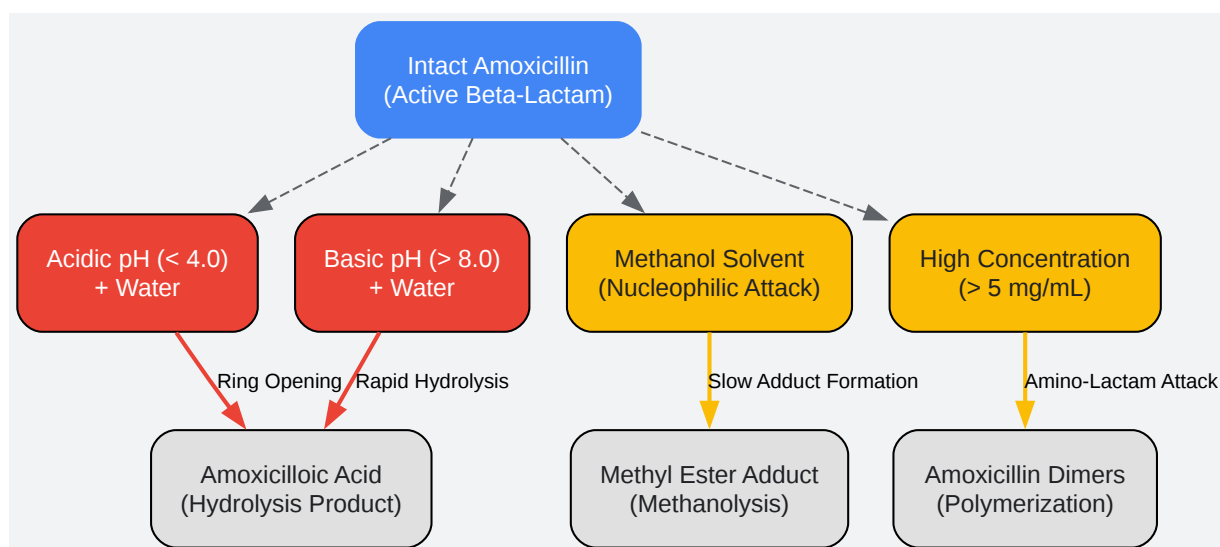 Intact Amoxicillin
(Active Beta-Lactam)
Acidic pH (< 4.0)
+ Water
Basic pH (> 8.0)
+ Water
Methanol Solvent
(Nucleophilic Attack)
High Concentration
(> 5 mg/mL)
Ring Opening
Rapid Hydrolysis
Slow Adduct Formation
Amino-Lactam Attack
Amoxicilloic Acid
(Hydrolysis Product)
Methyl Ester Adduct
(Methanolysis)
Amoxicillin Dimers
(Polymerization)